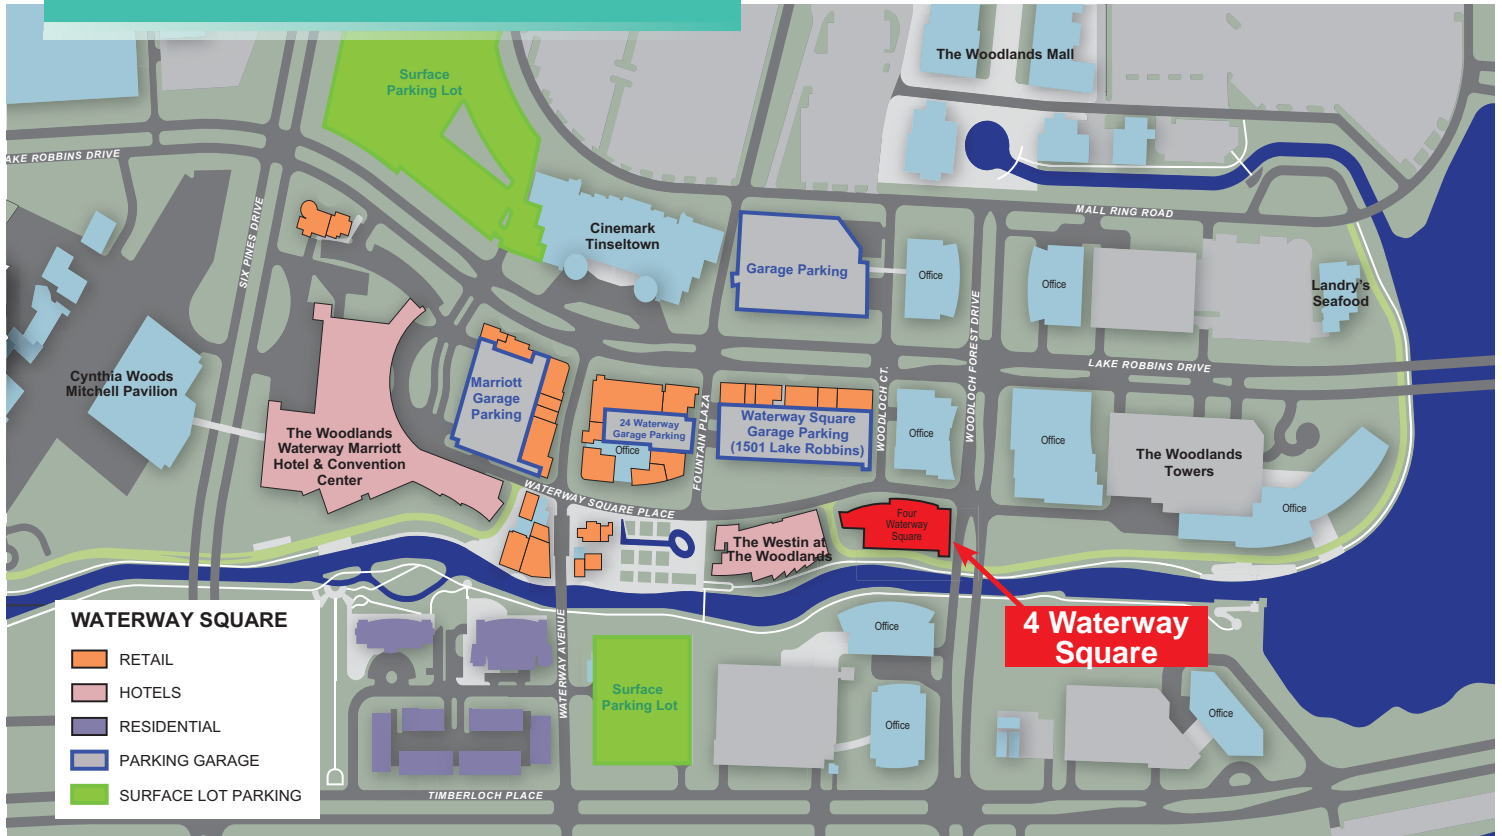 The Woodlands Mall
Surface
Parking Lot
LAKE ROBBINS DRIVE
SIX PINES DRIVE
MALL RING ROAD
Cinemark
Tinseltown
Garage Parking
Office
Office
Landry's
Seafood
WOODLOCH FOREST DRIVE
LAKE ROBBINS DRIVE
Cynthia Woods
Mitchell Pavilion
Marriott
Garage
Parking
FOUNTAIN PLAZA
WOODLOCH CT.
24 Waterway
Garage Parking
Office
Waterway Square
Garage Parking
(1501 Lake Robbins)
Office
Office
The Woodlands
Towers
Office
The Woodlands
Waterway Marriott
Hotel & Convention
Center
WATERWAY SQUARE PLACE
Four
Waterway
Square
The Westin at
The Woodlands
4 Waterway
Square
WATERWAY AVENUE
Office
Surface
Parking Lot
Office
Office
TIMBERLOCH PLACE
WATERWAY SQUARE
RETAIL
HOTELS
RESIDENTIAL
PARKING GARAGE
SURFACE LOT PARKING